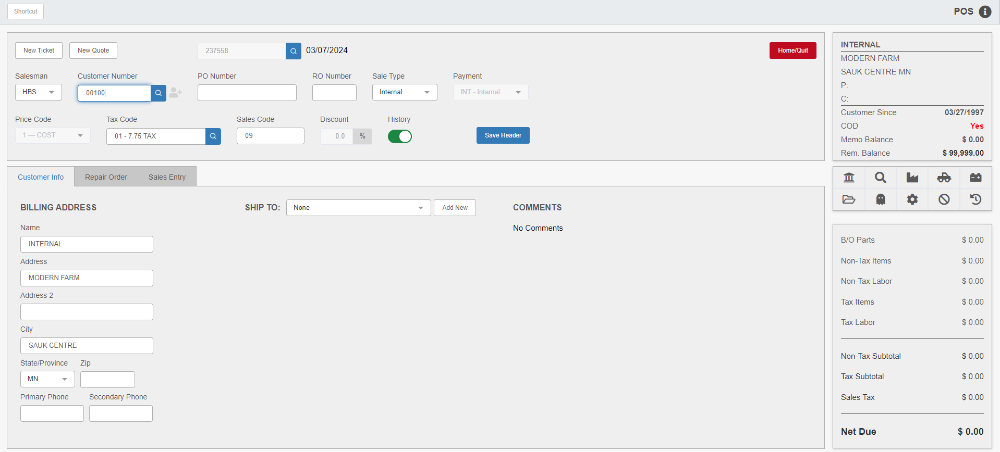 Shortcut
POS
New Ticket New Quote 237558 03/07/2024 Home/Quit
Salesman Customer Number PO Number RO Number Sale Type Payment
HBS 00100 Internal INT - Internal
Price Code Tax Code Sales Code Discount History
1 — COST 01 - 7.75 TAX 09 0.0 % Save Header
Customer Info Repair Order Sales Entry
BILLING ADDRESS
Name
INTERNAL
Address
MODERN FARM
Address 2
City
SAUK CENTRE
State/Province Zip
MN
Primary Phone Secondary Phone
SHIP TO: None Add New
COMMENTS
No Comments
INTERNAL
MODERN FARM
SAUK CENTRE MN
P:
C:
Customer Since 03/27/1997
COD Yes
Memo Balance $ 0.00
Rem. Balance $ 99,999.00
B/O Parts $ 0.00
Non-Tax Items $ 0.00
Non-Tax Labor $ 0.00
Tax Items $ 0.00
Tax Labor $ 0.00
Non-Tax Subtotal $ 0.00
Tax Subtotal $ 0.00
Sales Tax $ 0.00
Net Due $ 0.00